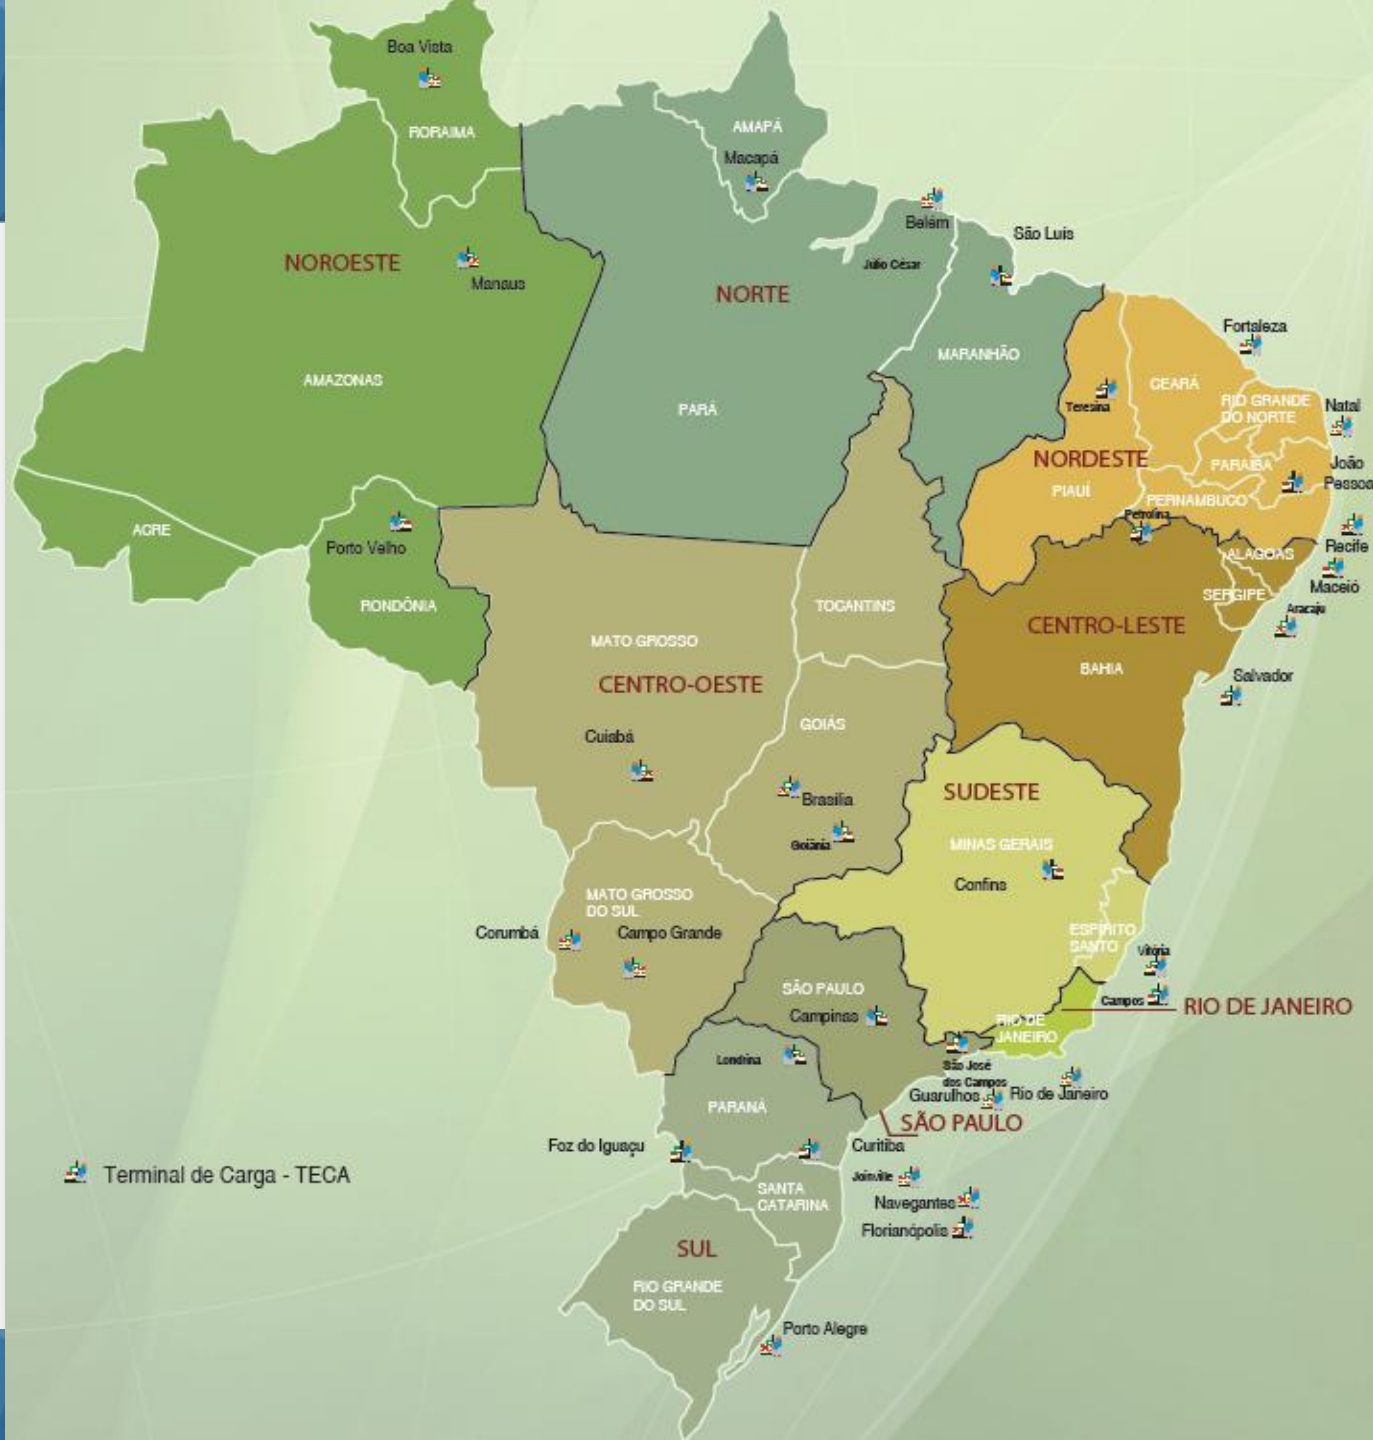 Boa Vista
RORAIMA
AMAPÁ
Macapá
Belém
São Luís
Julio César
NOROESTE
Manaus
NORTE
AMAZONAS
PARÁ
MARANHÃO
Fortaleza
CEARÁ
Teresina
RIO GRANDE
DO NORTE
Natal
NORDESTE
PARAIBA
João
Pessoa
PIAUÍ
PERNAMBUCO
Petrolina
Recife
ACRE
Porto Velho
RONDÔNIA
ALAGOAS
Maceió
SERGIPE
Aracaju
TOCANTINS
CENTRO-LESTE
BAHIA
Salvador
MATO GROSSO
CENTRO-OESTE
GOIÁS
Cuiabá
Brasília
Goiânia
SUDESTE
MINAS GERAIS
Confins
MATO GROSSO
DO SUL
Corumbá
Campo Grande
ESPÍRITO
SANTO
Vitória
Campos
RIO DE JANEIRO
SÃO PAULO
Campinas
RIO DE
JANEIRO
São José
dos Campos
Guarulhos
Rio de Janeiro
SÃO PAULO
Londrina
PARANÁ
Foz do Iguaçu
Curitiba
Joinville
Navegantes
Florianópolis
SANTA
CATARINA
SUL
RIO GRANDE
DO SUL
Porto Alegre
Terminal de Carga - TECA